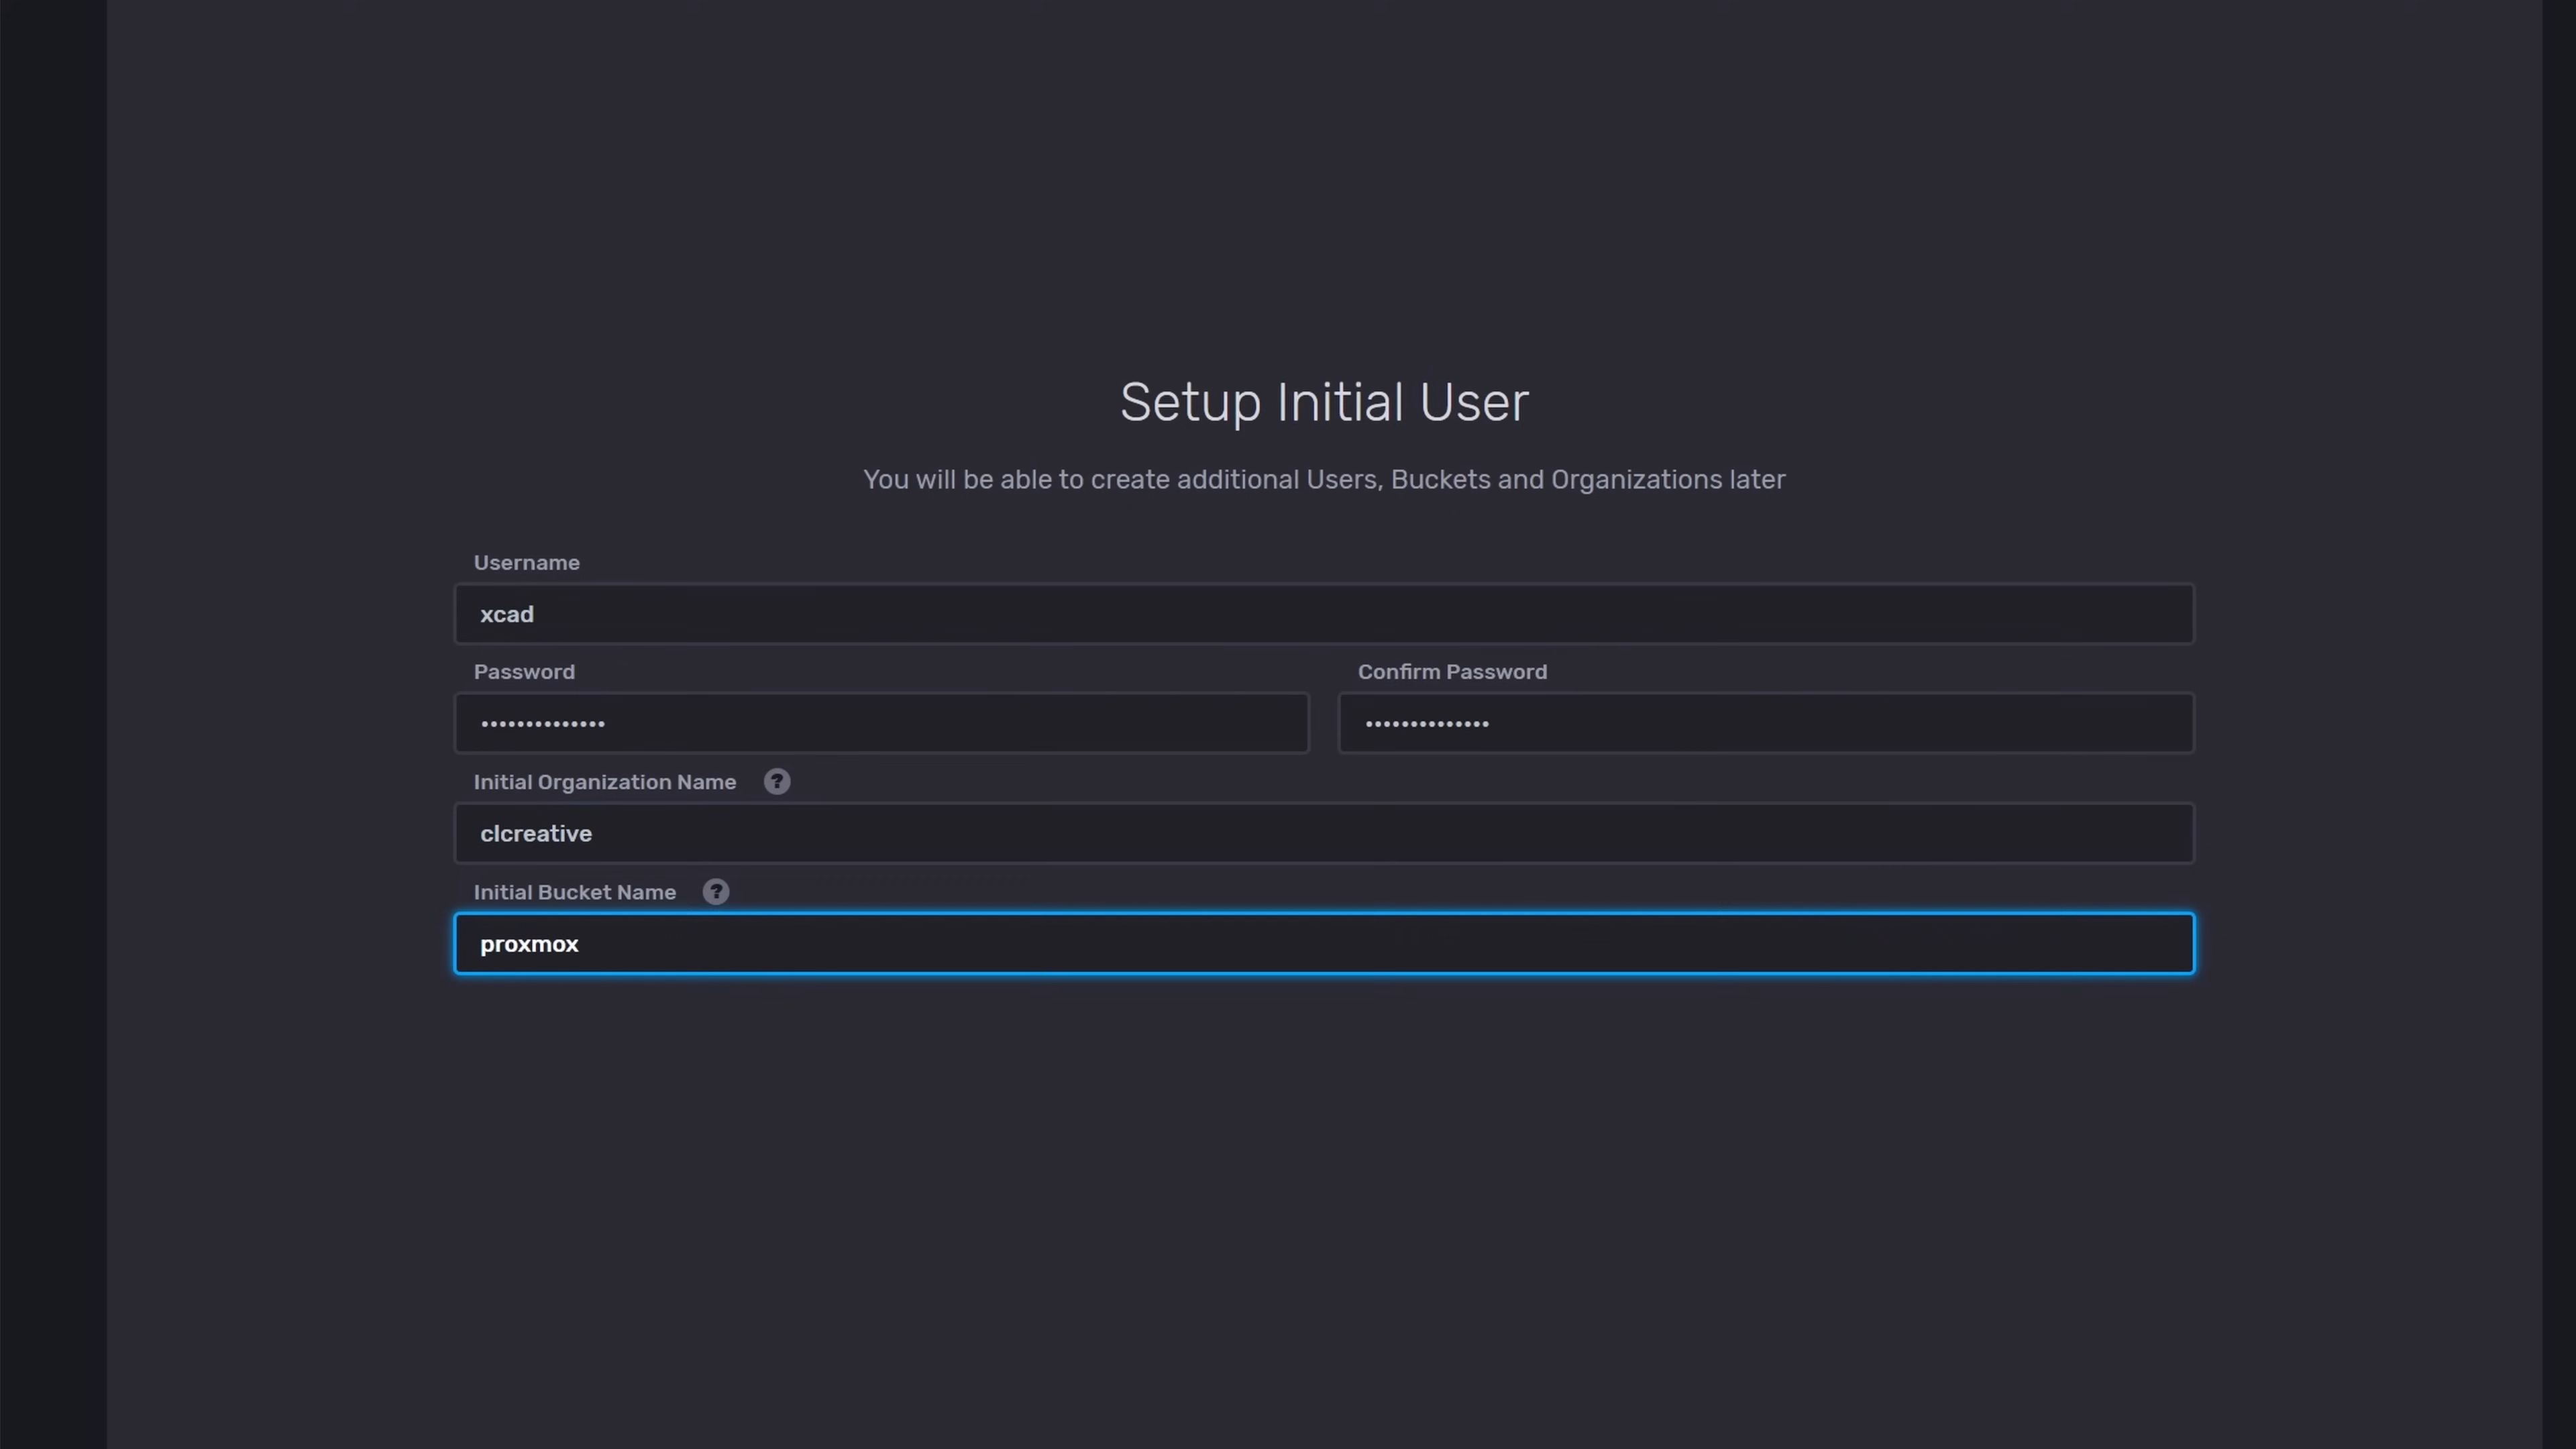 Setup Initial User
You will be able to create additional Users, Buckets and Organizations later
Username
xcad
Password
Confirm Password
••••••••••••••
••••••••••••••
Initial Organization Name ?
clcreative
Initial Bucket Name ?
proxmox